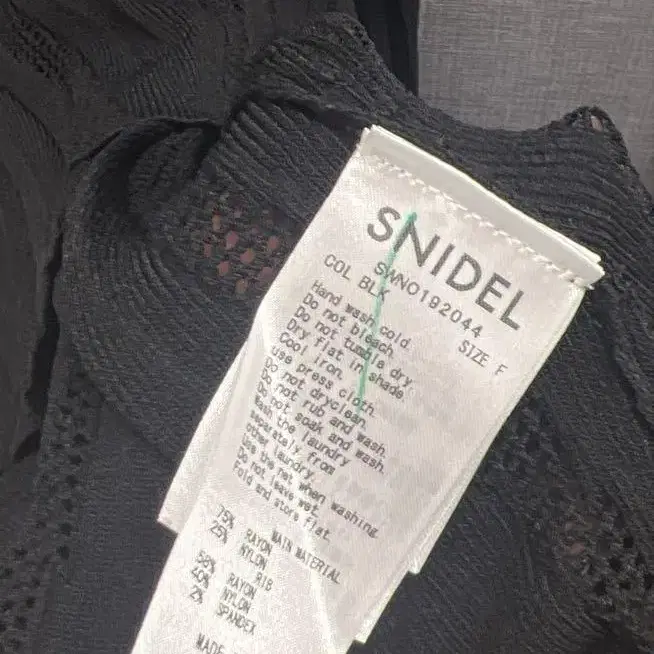 SNIDEL
SWNO192044
COL BLK
SIZE F
Hand wash cold.
Do not bleach.
Do not tumble dry.
Dry flat in shade.
Cool iron.
use press cloth.
Do not dryclean.
Do not rub and wash.
Do not soak and wash.
Wash the laundry
separately from
other laundry.
Use the net when washing.
Do not leave wet.
Fold and store flat.
MAIN MATERIAL
75% RAYON
25% NYLON
RIB
58% RAYON
40% NYLON
2% SPANDEX
MADE